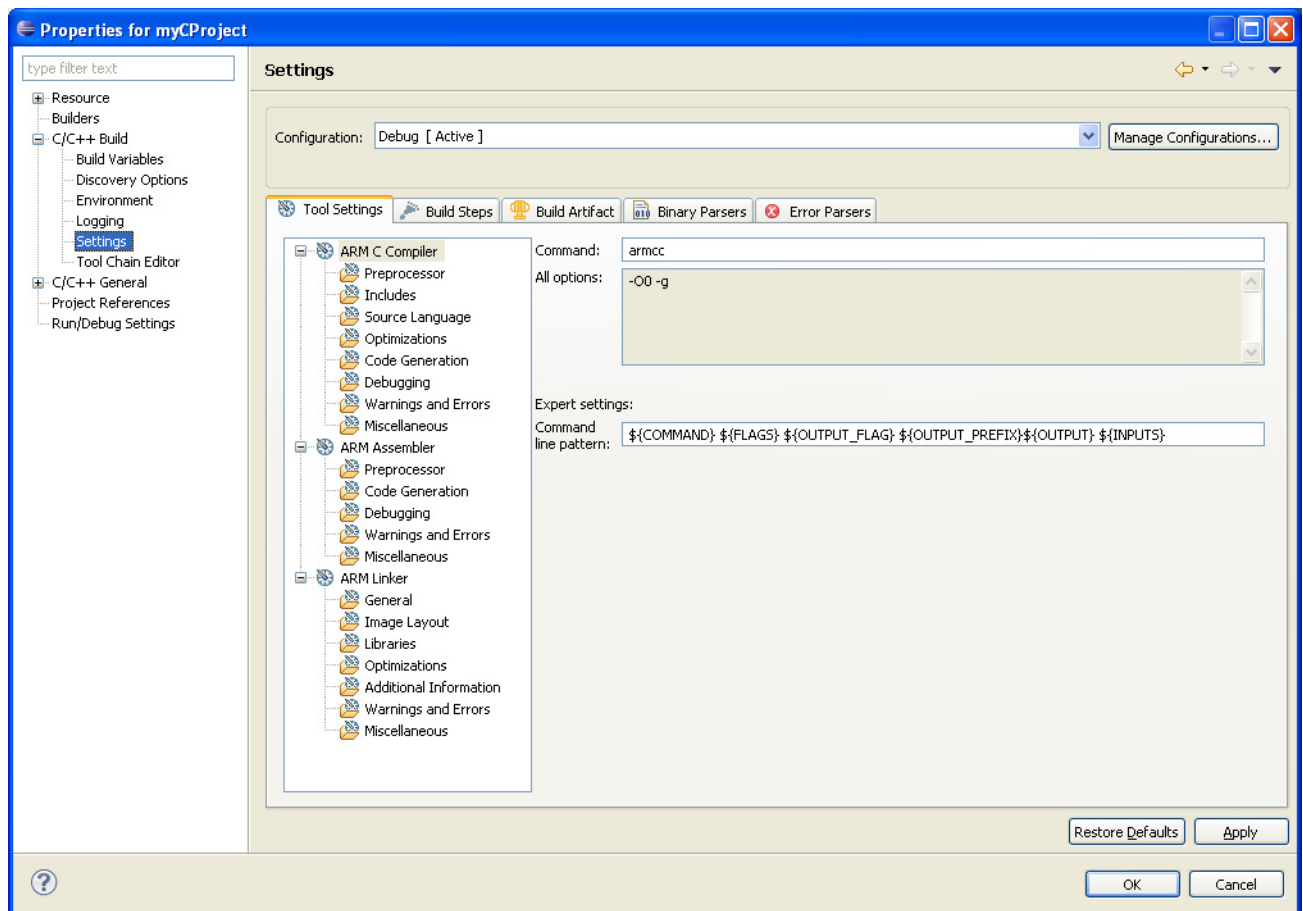 Properties for myCProject
type filter text
Resource
Builders
C/C++ Build
Build Variables
Discovery Options
Environment
Logging
Settings
Tool Chain Editor
C/C++ General
Project References
Run/Debug Settings
Settings
Configuration: Debug [ Active ] Manage Configurations...
Tool Settings Build Steps Build Artifact 010 Binary Parsers Error Parsers
ARM C Compiler
Preprocessor
Includes
Source Language
Optimizations
Code Generation
Debugging
Warnings and Errors
Miscellaneous
ARM Assembler
Preprocessor
Code Generation
Debugging
Warnings and Errors
Miscellaneous
ARM Linker
General
Image Layout
Libraries
Optimizations
Additional Information
Warnings and Errors
Miscellaneous
Command: armcc
All options: -O0 -g
Expert settings:
Command
line pattern: ${COMMAND} ${FLAGS} ${OUTPUT_FLAG} ${OUTPUT_PREFIX}${OUTPUT} ${INPUTS}
Restore Defaults Apply
? OK Cancel